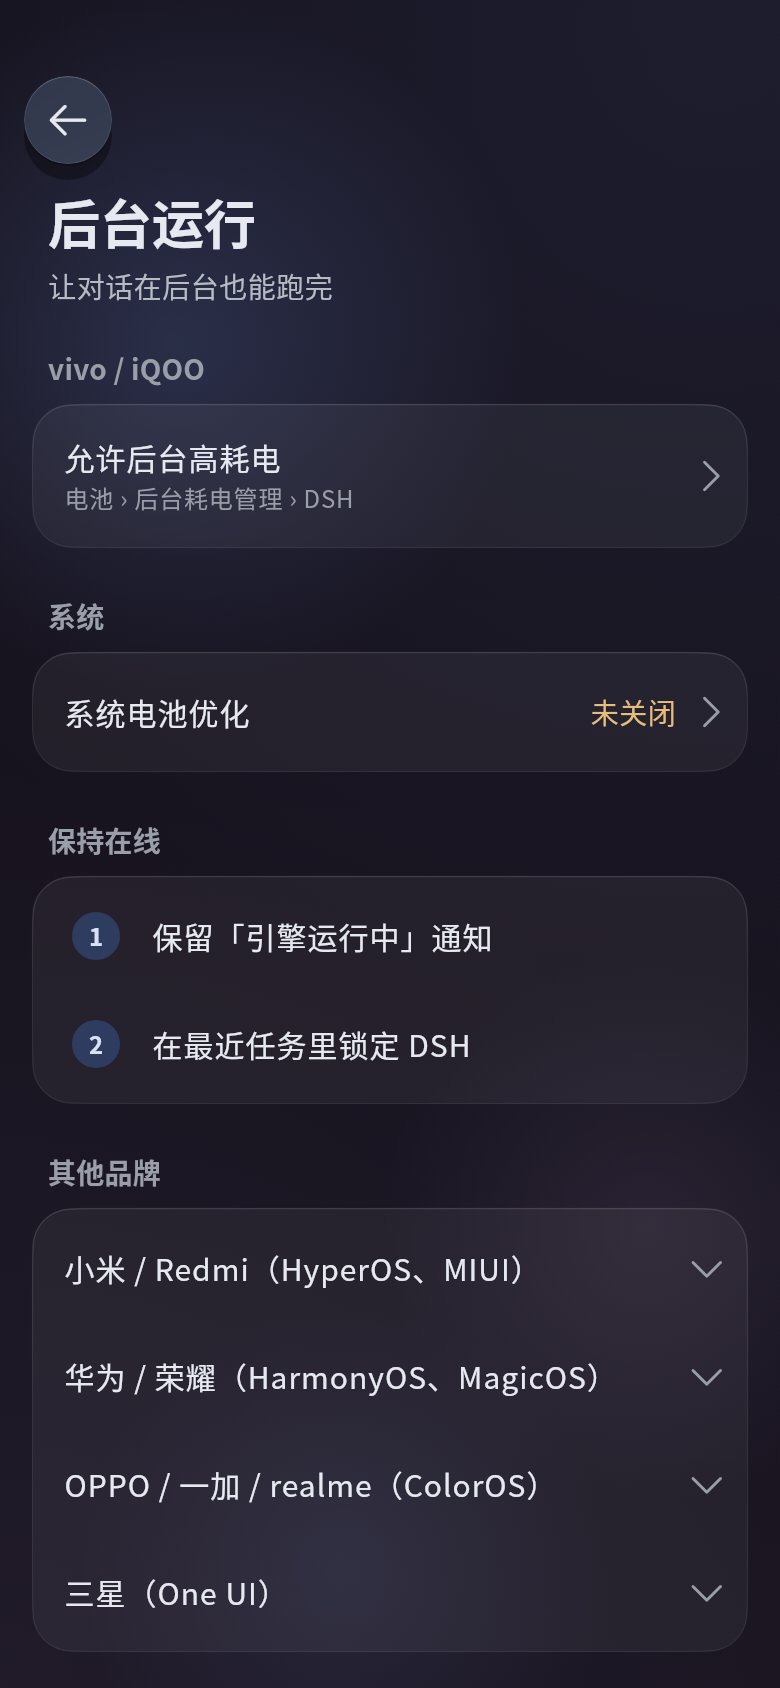 后台运行
让对话在后台也能跑完
vivo / iQOO
允许后台高耗电
电池 › 后台耗电管理 › DSH
系统
系统电池优化 未关闭
保持在线
1 保留「引擎运行中」通知
2 在最近任务里锁定 DSH
其他品牌
小米 / Redmi（HyperOS、MIUI）
华为 / 荣耀（HarmonyOS、MagicOS）
OPPO / 一加 / realme（ColorOS）
三星（One UI）